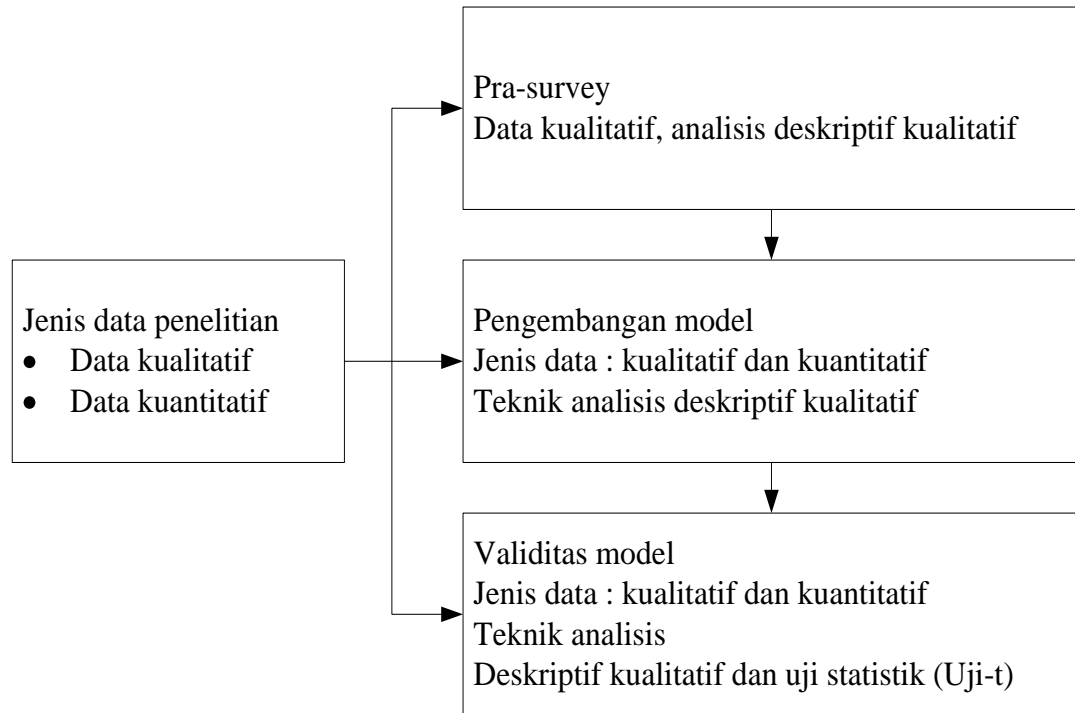 Jenis data penelitian
• Data kualitatif
• Data kuantitatif
Pra-survey
Data kualitatif, analisis deskriptif kualitatif
Pengembangan model
Jenis data : kualitatif dan kuantitatif
Teknik analisis deskriptif kualitatif
Validitas model
Jenis data : kualitatif dan kuantitatif
Teknik analisis
Deskriptif kualitatif dan uji statistik (Uji-t)